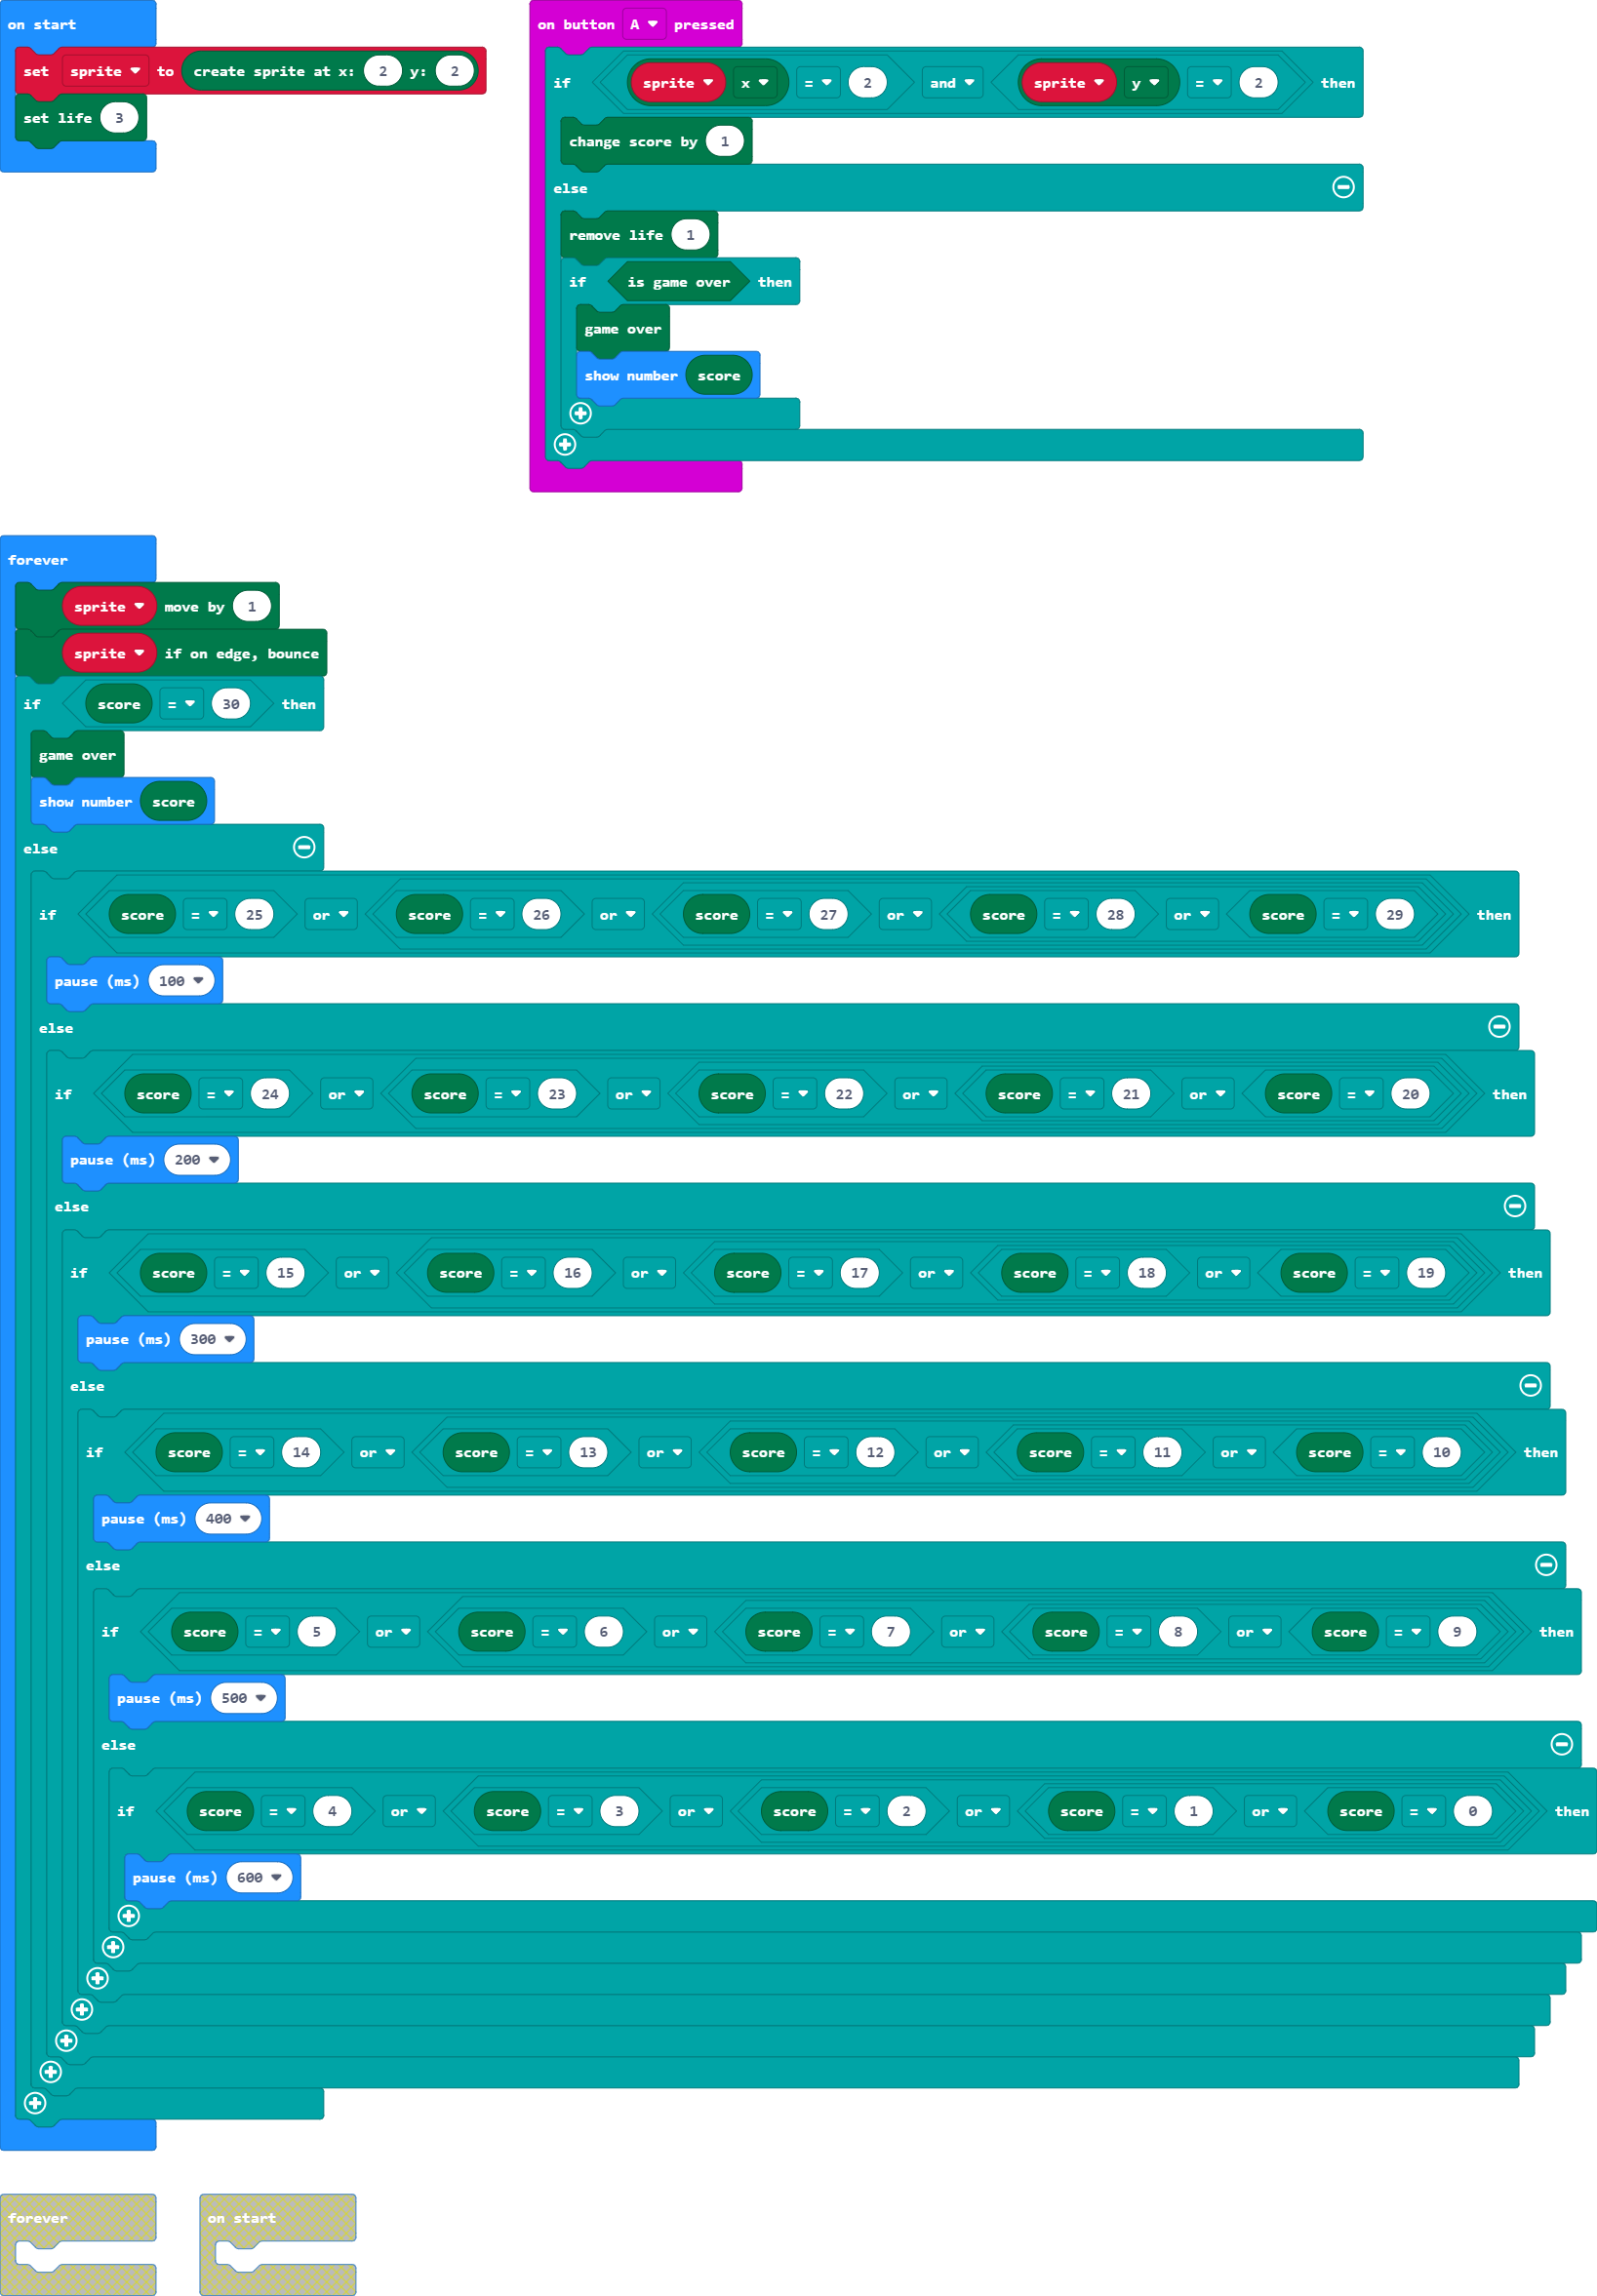 on start
set sprite to create sprite at x: 2 y: 2
set life 3
on button A pressed
if sprite x = 2 and sprite y = 2 then
change score by 1
else
remove life 1
if is game over then
game over
show number score
forever
sprite move by 1
sprite if on edge, bounce
if score = 30 then
game over
show number score
else
if score = 25 or score = 26 or score = 27 or score = 28 or score = 29 then
pause (ms) 100
else
if score = 24 or score = 23 or score = 22 or score = 21 or score = 20 then
pause (ms) 200
else
if score = 15 or score = 16 or score = 17 or score = 18 or score = 19 then
pause (ms) 300
else
if score = 14 or score = 13 or score = 12 or score = 11 or score = 10 then
pause (ms) 400
else
if score = 5 or score = 6 or score = 7 or score = 8 or score = 9 then
pause (ms) 500
else
if score = 4 or score = 3 or score = 2 or score = 1 or score = 0 then
pause (ms) 600
forever
on start